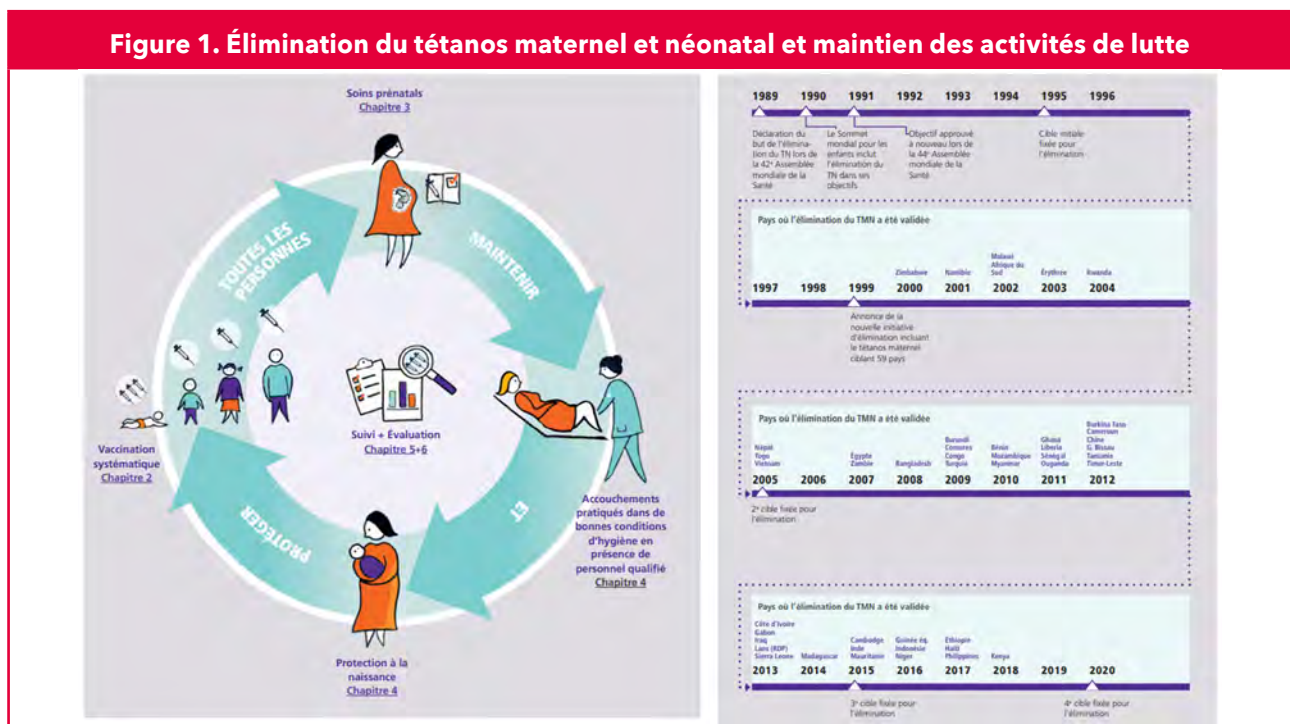 Figure 1. Élimination du tétanos maternel et néonatal et maintien des activités de lutte
Soins prénatals
Chapitre 3
TOUTES LES
PERSONNES
MAINTENIR
ET
PROTÉGER
Vaccination
systématique
Chapitre 2
Suivi + Évaluation
Chapitre 5+6
Accouchements
pratiqués dans de
bonnes conditions
d'hygiène en
présence de
personnel qualifié
Chapitre 4
Protection à la
naissance
Chapitre 4
1989 1990 1991 1992 1993 1994 1995 1996
Déclaration du
but de l'élimina-
tion du TN lors de
la 42e Assemblée
mondiale de la
Santé
Le Sommet
mondial pour les
enfants inclut
l'élimination du
TN dans ses
objectifs
Objectif approuvé
à nouveau lors de
la 44e Assemblée
mondiale de la
Santé
Cible initiale
fixée pour
l'élimination
Pays où l'élimination du TMN a été validée
Zimbabwe
Namibie
Malawi
Afrique du
Sud
Érythrée
Rwanda
1997 1998 1999 2000 2001 2002 2003 2004
Annonce de la
nouvelle initiative
d'élimination incluant
le tétanos maternel
ciblant 59 pays
Pays où l'élimination du TMN a été validée
Népal
Togo
Vietnam
Egypte
Zambie
Bangladesh
Burundi
Comores
Congo
Turquie
Bénin
Mozambique
Myanmar
Ghana
Liberia
Sénégal
Ouganda
Burkina Faso
Cameroun
Chine
G. Bissau
Tanzanie
Timor-Leste
2005 2006 2007 2008 2009 2010 2011 2012
2e cible fixée pour
l'élimination
Pays où l'élimination du TMN a été validée
Côte d'Ivoire
Gabon
Iraq
Laos (RDP)
Sierra Leone
Madagascar
Cambodge
Inde
Mauritanie
Guinée éq.
Indonésie
Niger
Ethiopie
Haïti
Philippines
Kenya
2013 2014 2015 2016 2017 2018 2019 2020
3e cible fixée pour
l'élimination
4e cible fixée pour
l'élimination